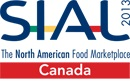 SIAL 2013
The North American Food Marketplace
Canada